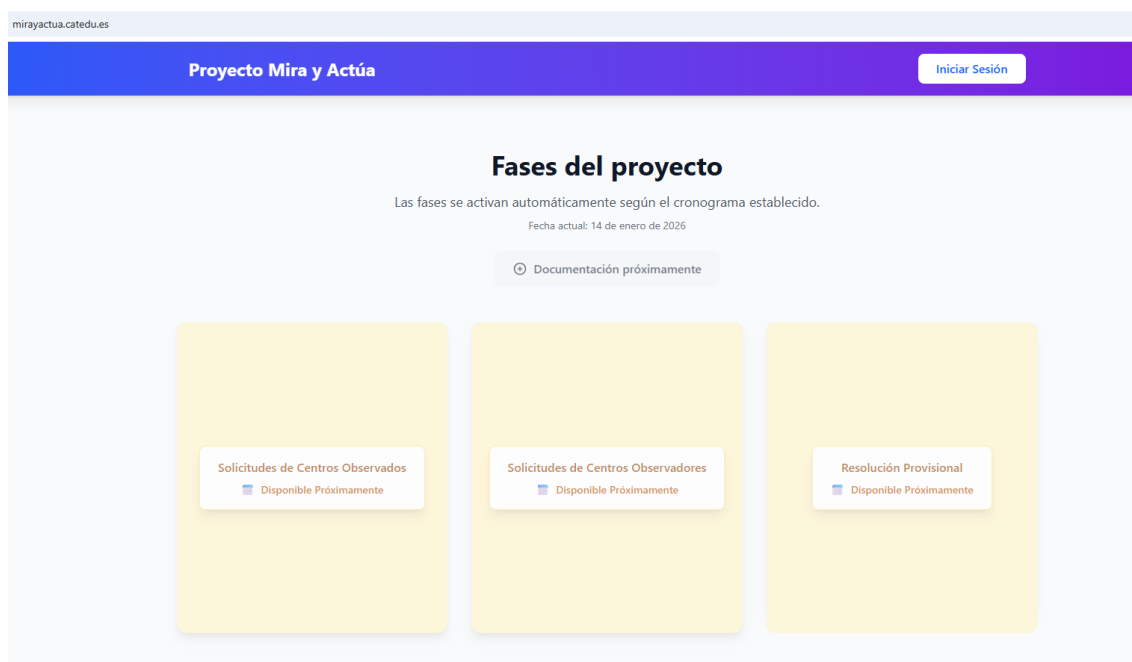 mirayactua.catedu.es
Proyecto Mira y Actúa
Iniciar Sesión
Fases del proyecto
Las fases se activan automáticamente según el cronograma establecido.
Fecha actual: 14 de enero de 2026
Documentación próximamente
Solicitudes de Centros Observados
Disponible Próximamente
Solicitudes de Centros Observadores
Disponible Próximamente
Resolución Provisional
Disponible Próximamente